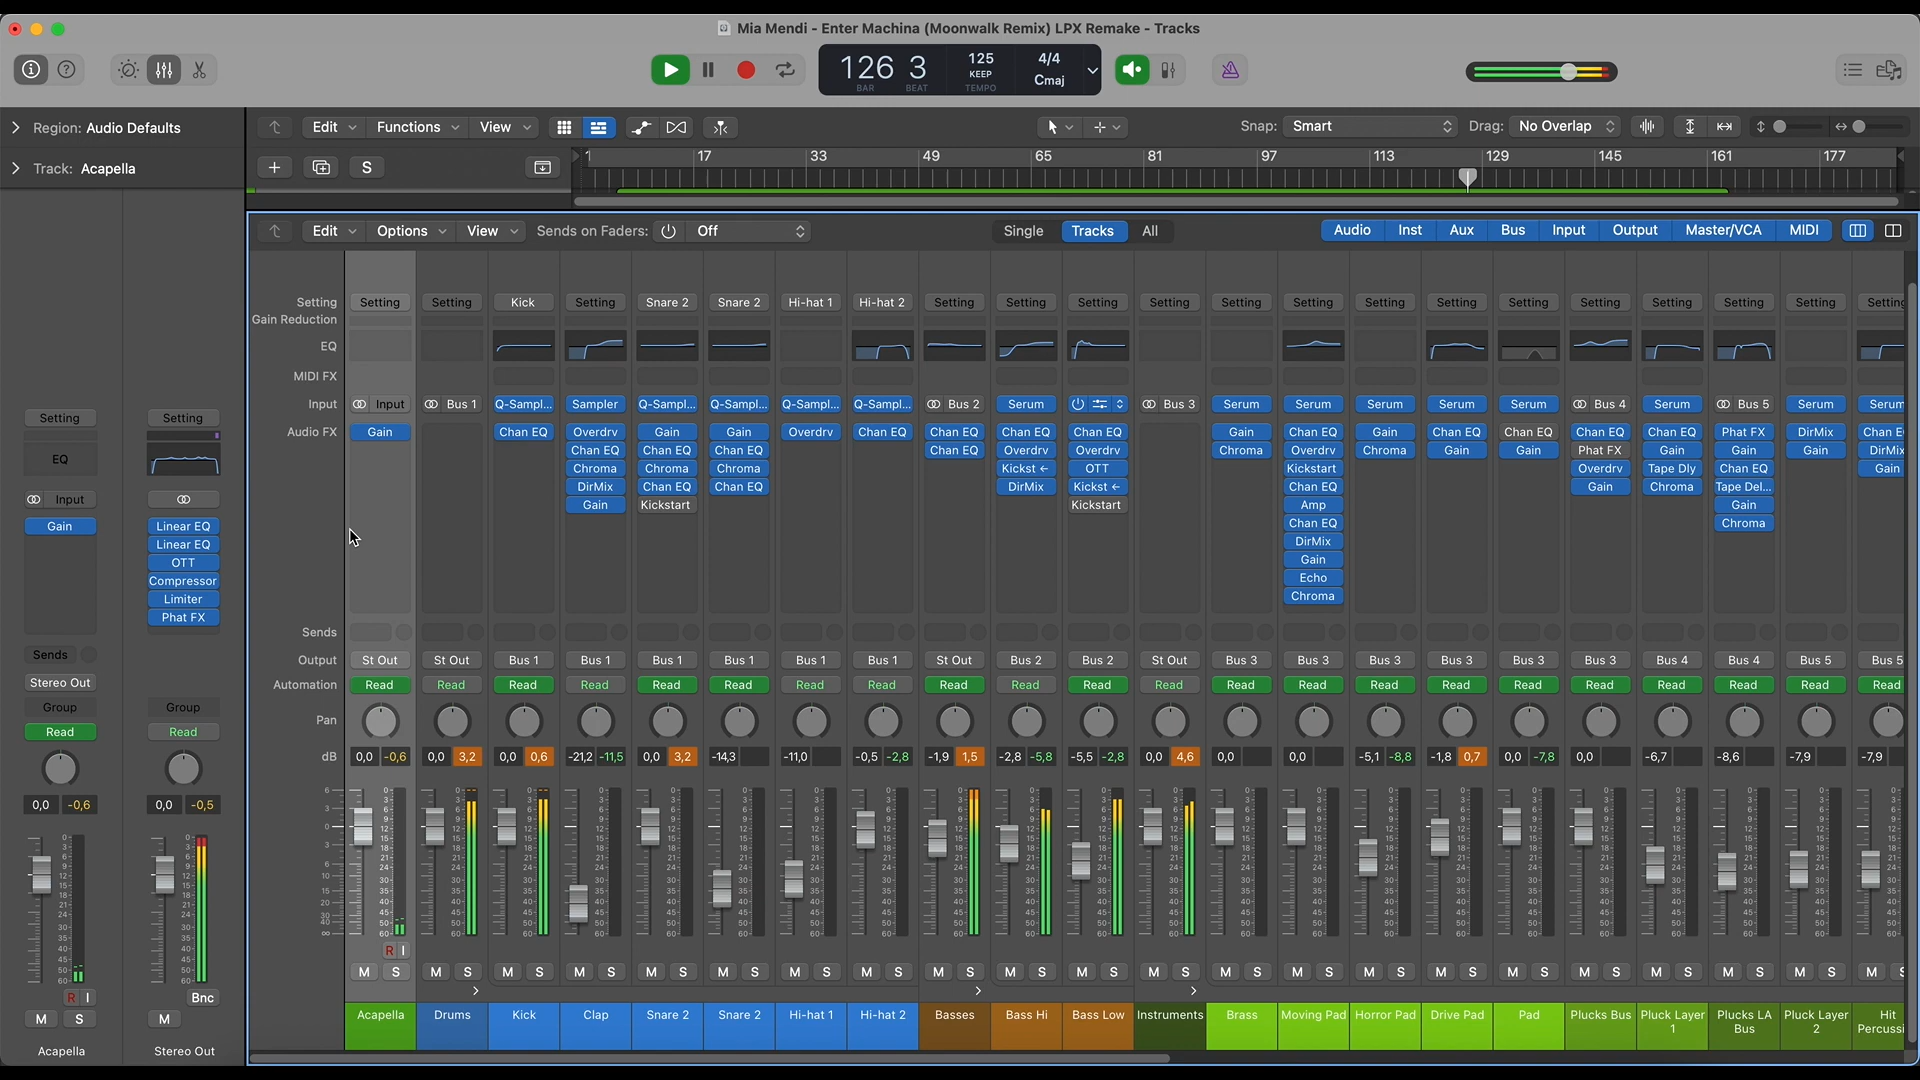 Mia Mendi - Enter Machina (Moonwalk Remix) LPX Remake - Tracks
126 3 125 KEEP 4/4 Cmaj
BAR BEAT TEMPO
Region: Audio Defaults
Edit Functions View Snap: Smart Drag: No Overlap
Track: Acapella
S
1 17 33 49 65 81 97 113 129 145 161 177
Edit Options View Sends on Faders: Off Single Tracks All Audio Inst Aux Bus Input Output Master/VCA MIDI
Setting Setting Setting Kick Setting Snare 2 Snare 2 Hi-hat 1 Hi-hat 2 Setting Setting Setting Setting Setting Setting Setting Setting Setting Setting Setting Setting Setting Setting
Gain Reduction
EQ
MIDI FX
Input Input Bus 1 Q-Sampl... Sampler Q-Sampl... Q-Sampl... Q-Sampl... Q-Sampl... Bus 2 Serum Bus 3 Serum Serum Serum Serum Serum Bus 4 Serum Bus 5 Serum Serum
Audio FX Gain Chan EQ Overdrv Gain Gain Overdrv Chan EQ Chan EQ Chan EQ Chan EQ Gain Chan EQ Gain Chan EQ Chan EQ Chan EQ Chan EQ Phat FX DirMix Chan E
Chan EQ Chan EQ Chan EQ Chan EQ Overdrv Overdrv Chroma Overdrv Chroma Gain Gain Phat FX Gain Gain Gain DirMix
Chroma Chroma Chroma Kickst ← OTT Kickstart Overdrv Tape Dly Chan EQ Gain
DirMix Chan EQ Chan EQ DirMix Kickst ← Chan EQ Gain Chroma Tape Del...
Gain Kickstart Kickstart Amp Gain
Chan EQ Chroma
DirMix
Gain
Echo
Chroma
Sends
Output St Out St Out Bus 1 Bus 1 Bus 1 Bus 1 Bus 1 Bus 1 St Out Bus 2 Bus 2 St Out Bus 3 Bus 3 Bus 3 Bus 3 Bus 3 Bus 3 Bus 4 Bus 4 Bus 5 Bus 5
Automation Read Read Read Read Read Read Read Read Read Read Read Read Read Read Read Read Read Read Read Read Read Read
Pan
dB 0,0 -0,6 0,0 3,2 0,0 0,6 -21,2 -11,5 0,0 3,2 -14,3 -11,0 -0,5 -2,8 -1,9 1,5 -2,8 -5,8 -5,5 -2,8 0,0 4,6 0,0 0,0 -5,1 -8,8 -1,8 0,7 0,0 -7,8 0,0 -6,7 -8,6 -7,9 -7,9
R I
M S M S M S M S M S M S M S M S M S M S M S M S M S M S M S M S M S M S M S M S M S M S
Acapella Drums Kick Clap Snare 2 Snare 2 Hi-hat 1 Hi-hat 2 Basses Bass Hi Bass Low Instruments Brass Moving Pad Horror Pad Drive Pad Pad Plucks Bus Pluck Layer 1 Plucks LA Bus Pluck Layer 2 Hit Percussi
Setting Setting
EQ
Input
Gain Linear EQ
Linear EQ
OTT
Compressor
Limiter
Phat FX
Sends
Stereo Out
Group Group
Read Read
0,0 -0,6 0,0 -0,5
R I Bnc
M S M
Acapella Stereo Out